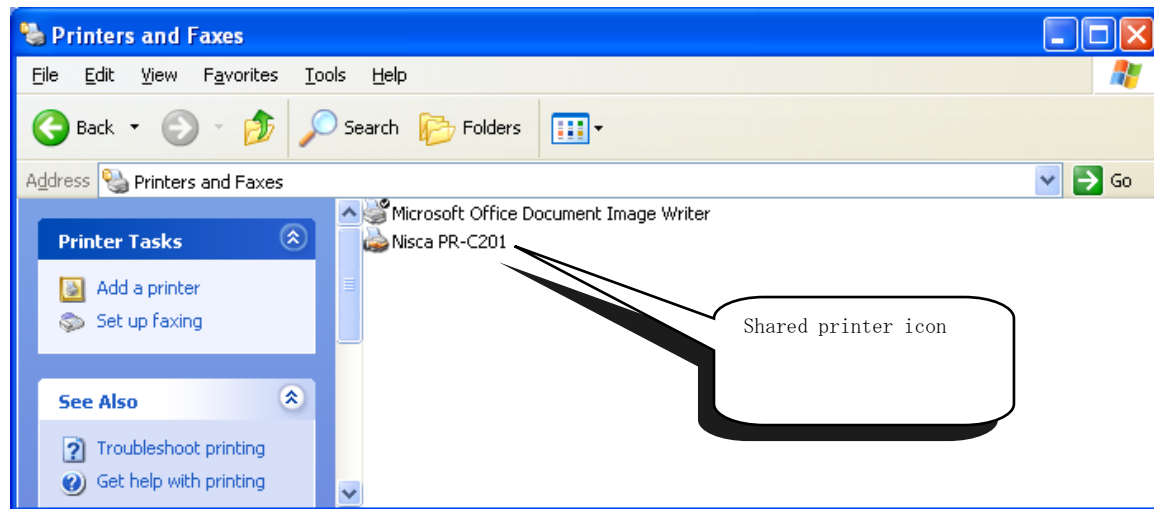 Printers and Faxes
File Edit View Favorites Tools Help
Back Search Folders
Address Printers and Faxes Go
Microsoft Office Document Image Writer
Nisca PR-C201
Printer Tasks
Add a printer
Set up faxing
See Also
Troubleshoot printing
Get help with printing
Shared printer icon